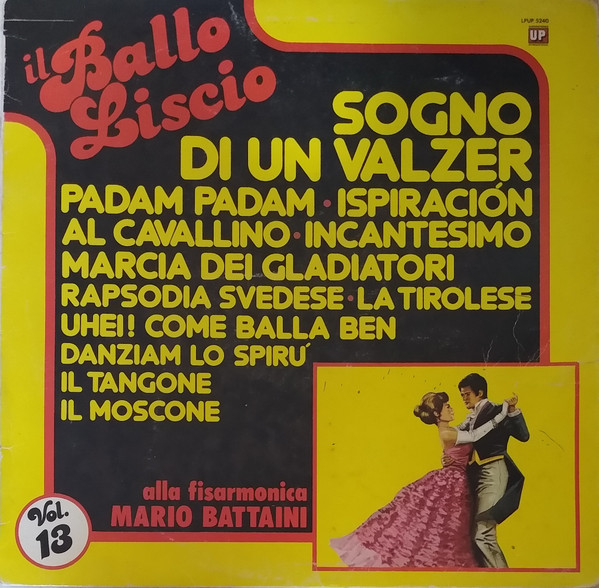 il Ballo
Liscio
LPUP 5240
UP
SOGNO
DI UN VALZER
PADAM PADAM • ISPIRACIÓN
AL CAVALLINO • INCANTESIMO
MARCIA DEI GLADIATORI
RAPSODIA SVEDESE • LA TIROLESE
UHEI! COME BALLA BEN
DANZIAM LO SPIRÚ
IL TANGONE
IL MOSCONE
alla fisarmonica
MARIO BATTAINI
Vol.
13